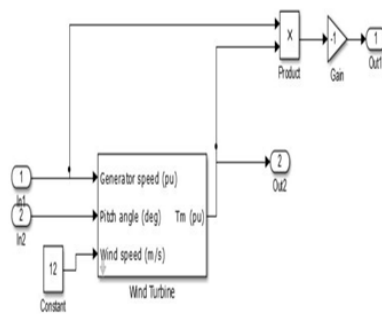 ×
Product
-1
Gain
1
Out1
1
In1
2
In2
Generator speed (pu)
Pitch angle (deg)
Tm (pu)
Wind speed (m/s)
2
Out2
12
Constant
Wind Turbine